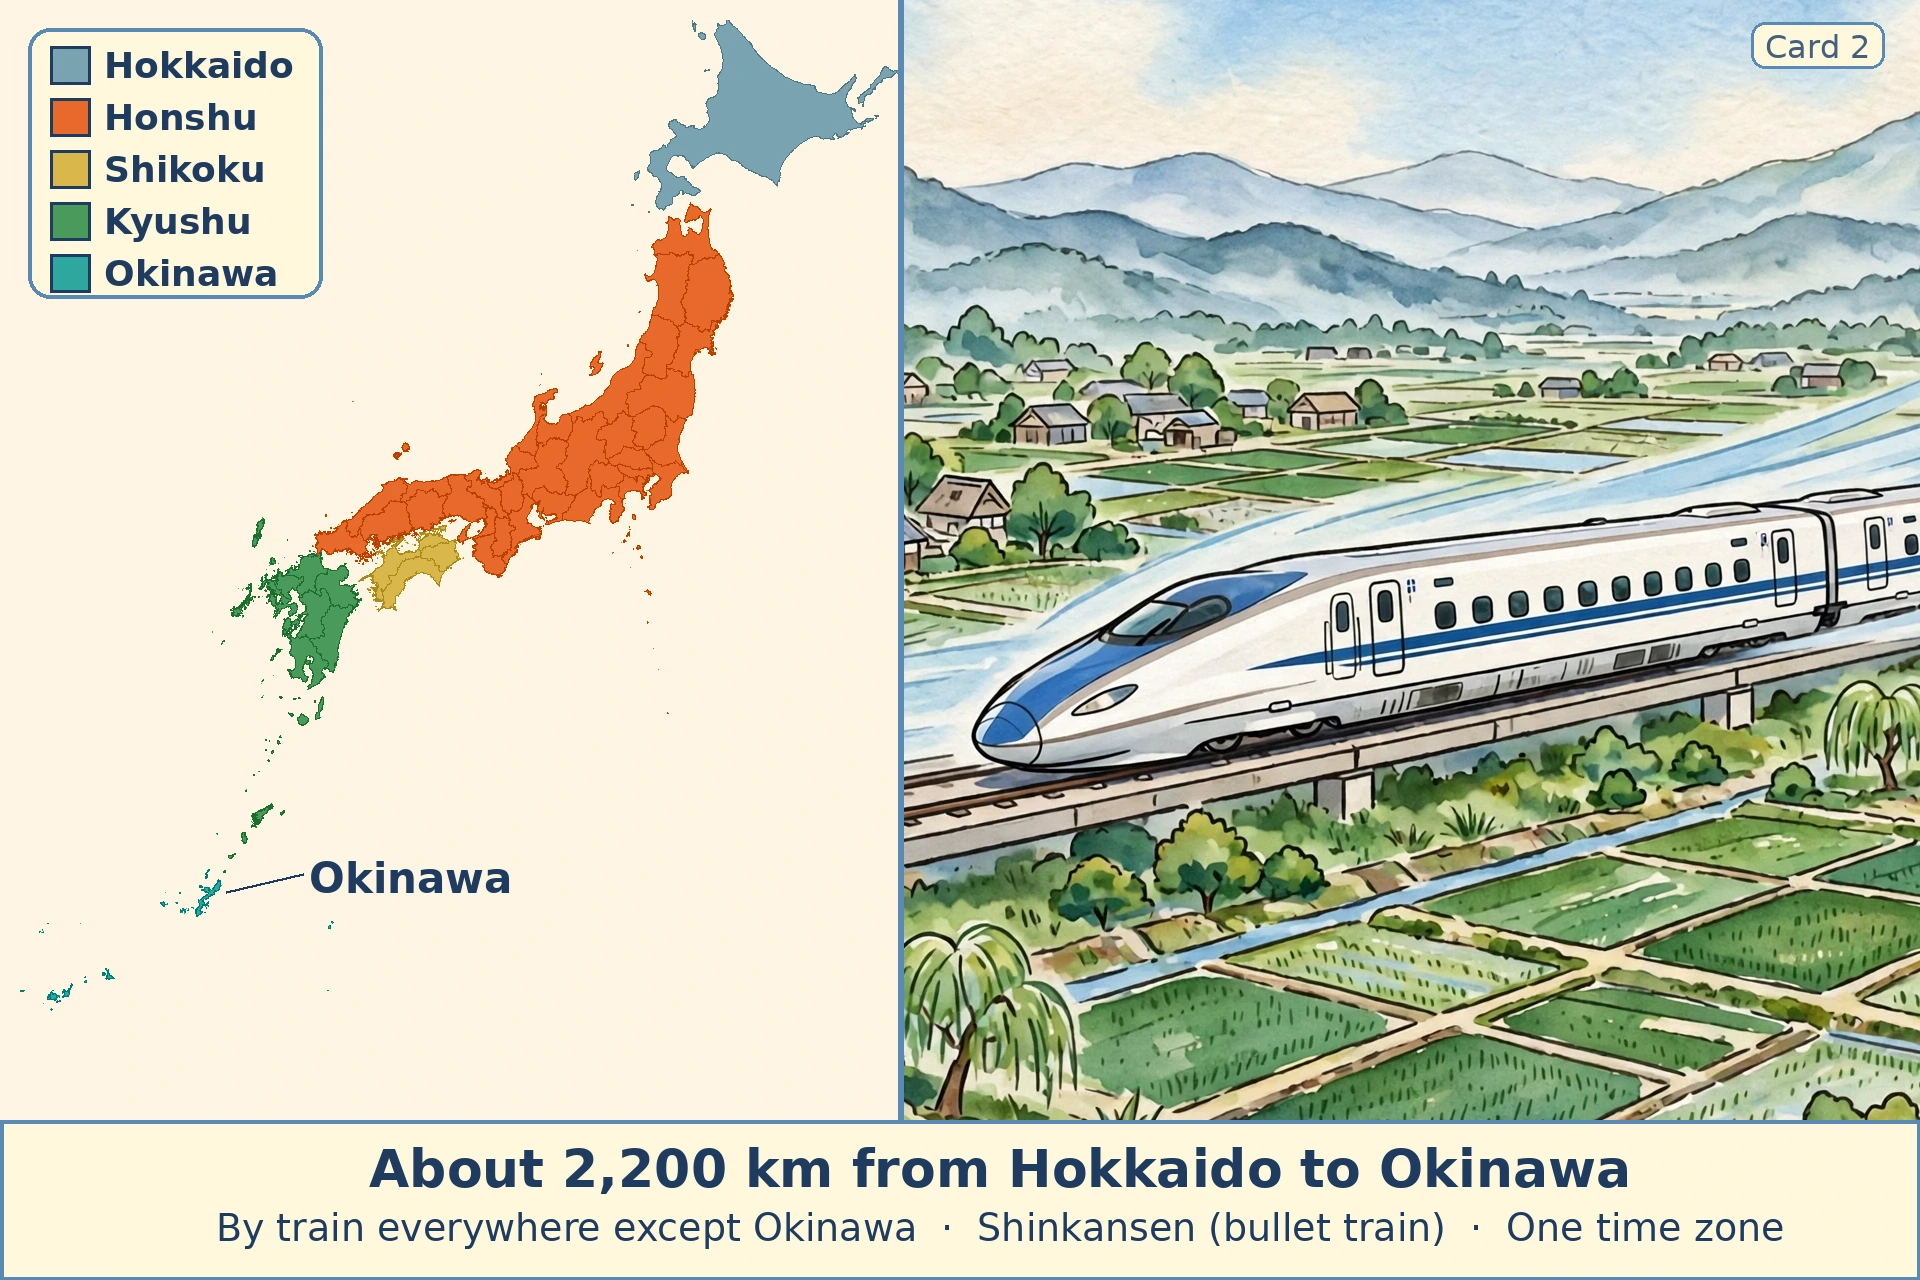 Hokkaido
Honshu
Shikoku
Kyushu
Okinawa
Card 2
Okinawa
About 2,200 km from Hokkaido to Okinawa
By train everywhere except Okinawa · Shinkansen (bullet train) · One time zone